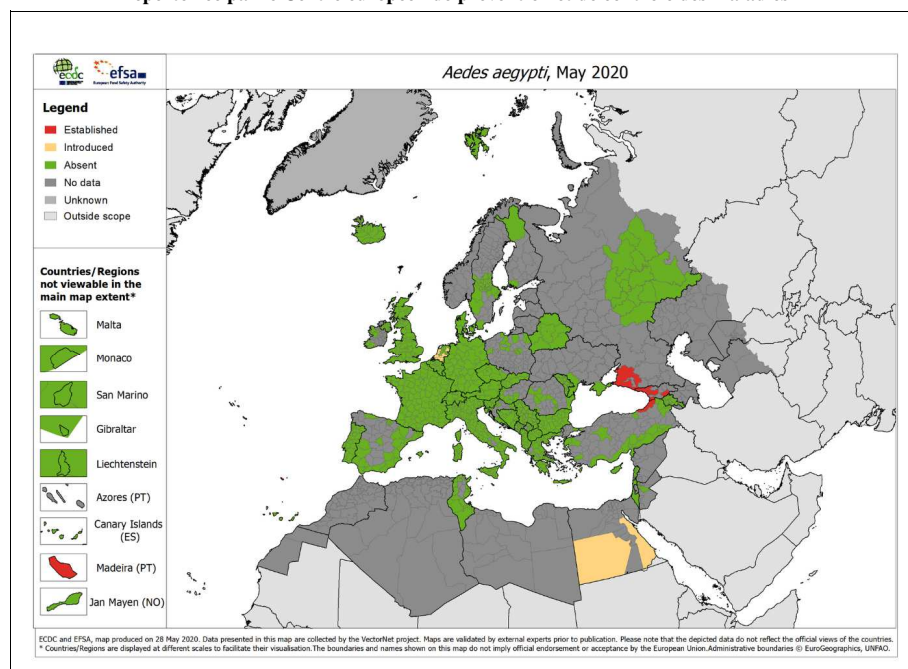 ecdc
efsa
European Food Safety Authority
Aedes aegypti, May 2020
Legend
Established
Introduced
Absent
No data
Unknown
Outside scope
Countries/Regions
not viewable in the
main map extent*
Malta
Monaco
San Marino
Gibraltar
Liechtenstein
Azores (PT)
Canary Islands
(ES)
Madeira (PT)
Jan Mayen (NO)
ECDC and EFSA, map produced on 28 May 2020. Data presented in this map are collected by the VectorNet project. Maps are validated by external experts prior to publication. Please note that the depicted data do not reflect the official views of the countries.
* Countries/Regions are displayed at different scales to facilitate their visualisation.The boundaries and names shown on this map do not imply official endorsement or acceptance by the European Union.Administrative boundaries © EuroGeographics, UNFAO.